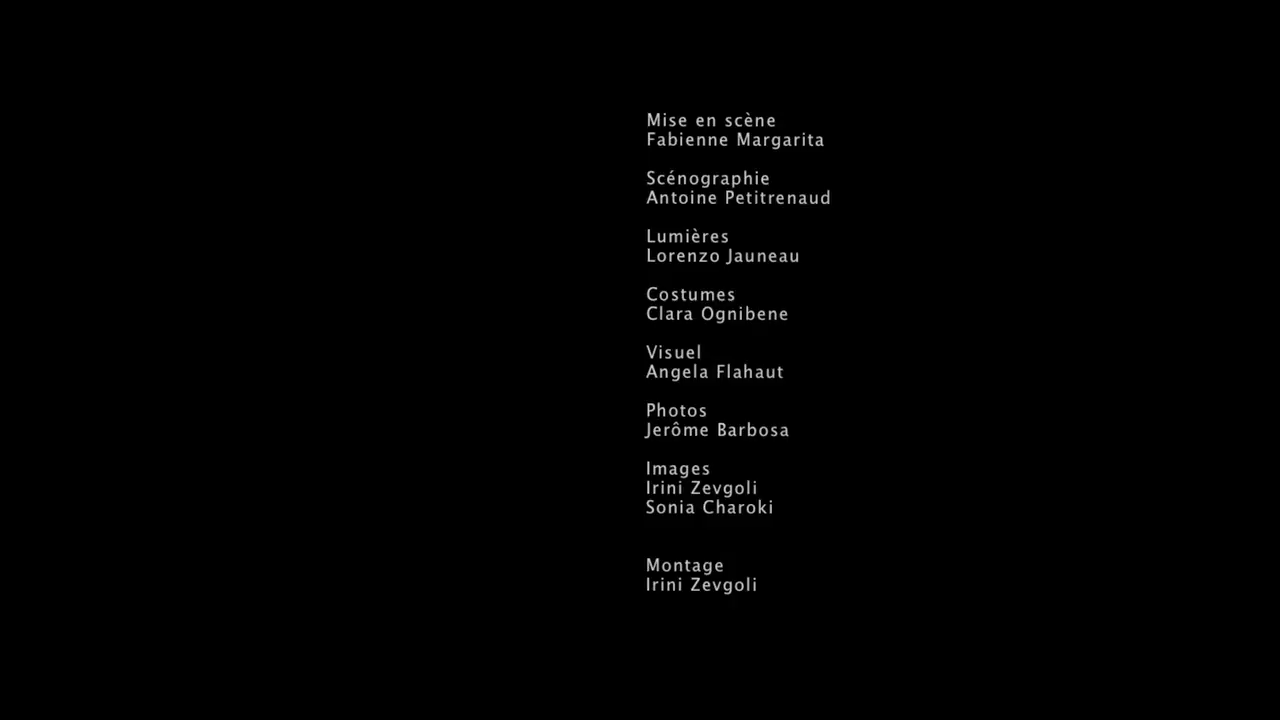 Mise en scène
Fabienne Margarita
Scénographie
Antoine Petitrenaud
Lumières
Lorenzo Jauneau
Costumes
Clara Ognibene
Visuel
Angela Flahaut
Photos
Jerôme Barbosa
Images
Irini Zevgoli
Sonia Charoki
Montage
Irini Zevgoli